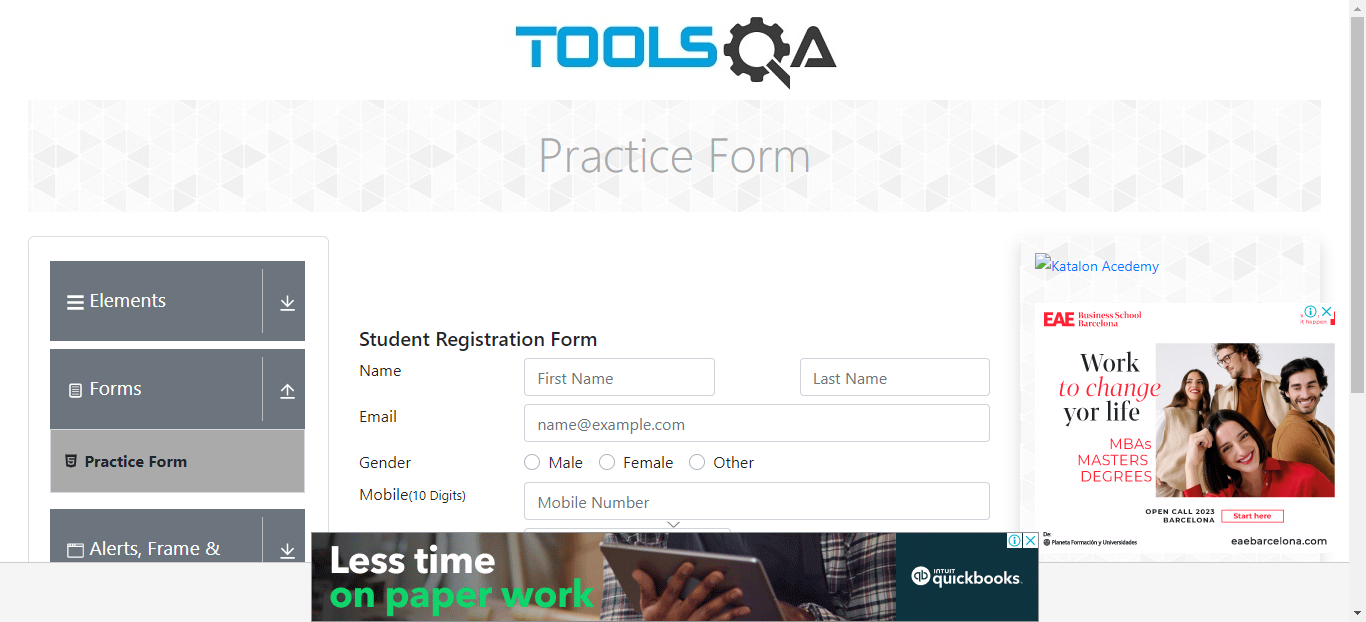 TOOLSQA
Practice Form
Elements
Forms
Practice Form
Alerts, Frame &
Student Registration Form
Name
First Name
Last Name
Email
name@example.com
Gender
Male
Female
Other
Mobile(10 Digits)
Mobile Number
Katalon Acedemy
EAE Business School
Barcelona
it happen
Work
to change
yor life
MBAs
MASTERS
DEGREES
OPEN CALL 2023
BARCELONA
Start here
De:
Planeta Formación y Universidades
eaebarcelona.com
Less time
on paper work
INTUIT
quickbooks.